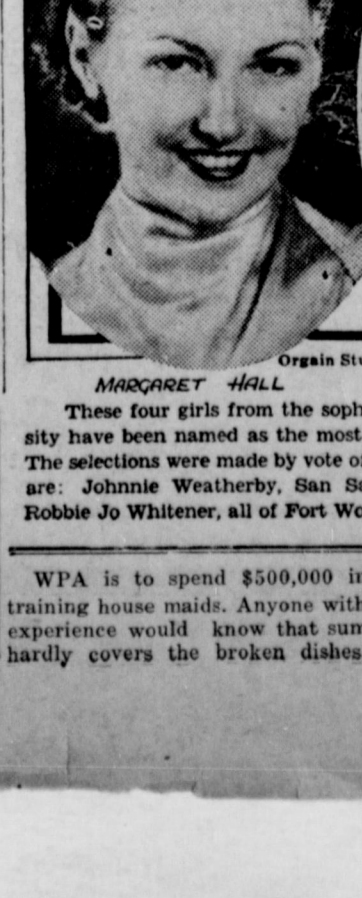 Orgain
MARGARET HALL
These four girls from the soph
sity have been named as the most
The selections were made by vote o
are: Johnnie Weatherby, San Sa
Robbie Jo Whitener, all of Fort Wo
WPA is to spend $500,000 in
training house maids. Anyone with
experience would know that sum
hardly covers the broken dishes